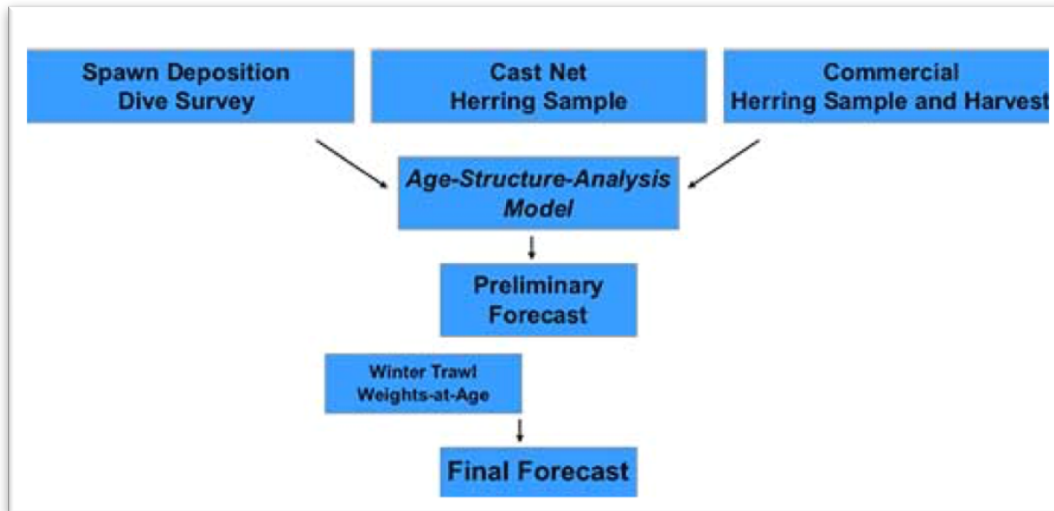 Spawn Deposition
Dive Survey
Cast Net
Herring Sample
Commercial
Herring Sample and Harvest
Age-Structure-Analysis
Model
Preliminary
Forecast
Winter Trawl
Weights-at-Age
Final Forecast